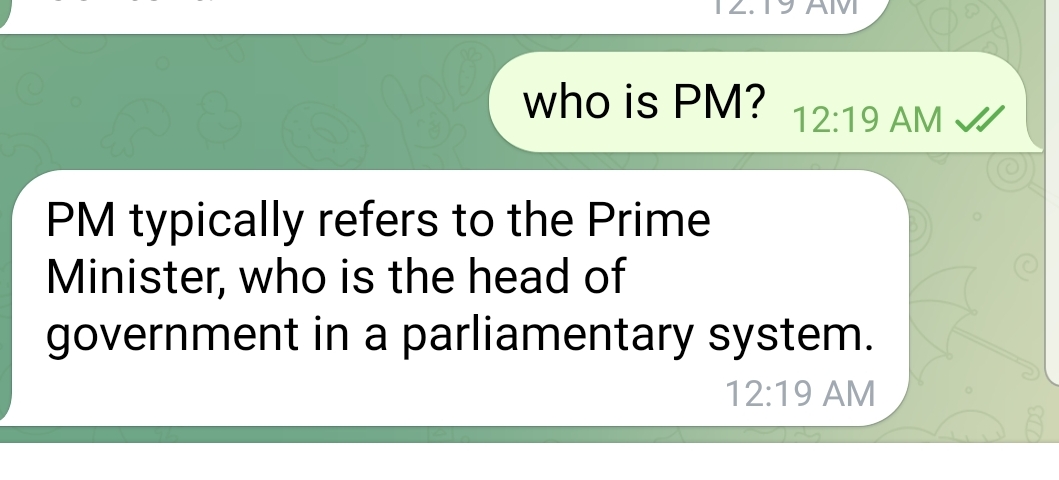 12:19 AM
who is PM? 12:19 AM
PM typically refers to the Prime
Minister, who is the head of
government in a parliamentary system.
12:19 AM